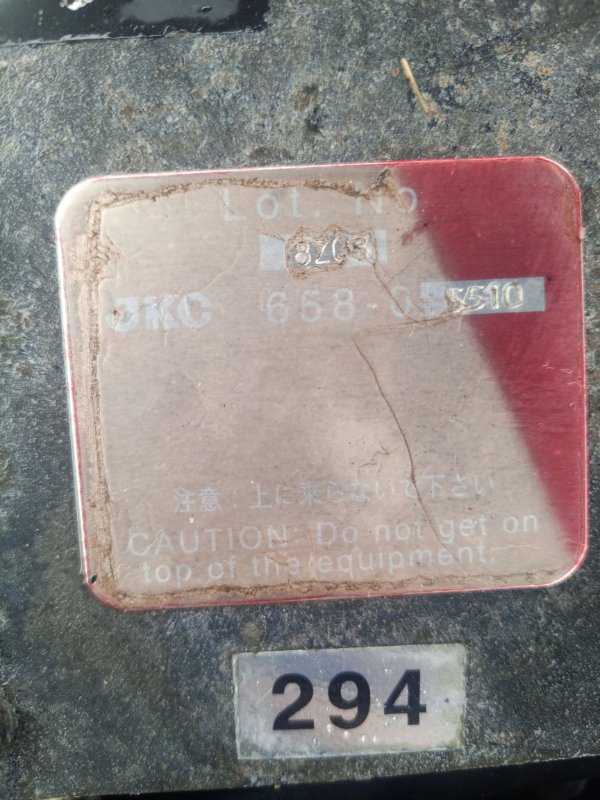 Lot. No
8Z03
JKC 658-0 5510
注意 上に乗らないで下さい
CAUTION: Do not get on
top of the equipment.
294